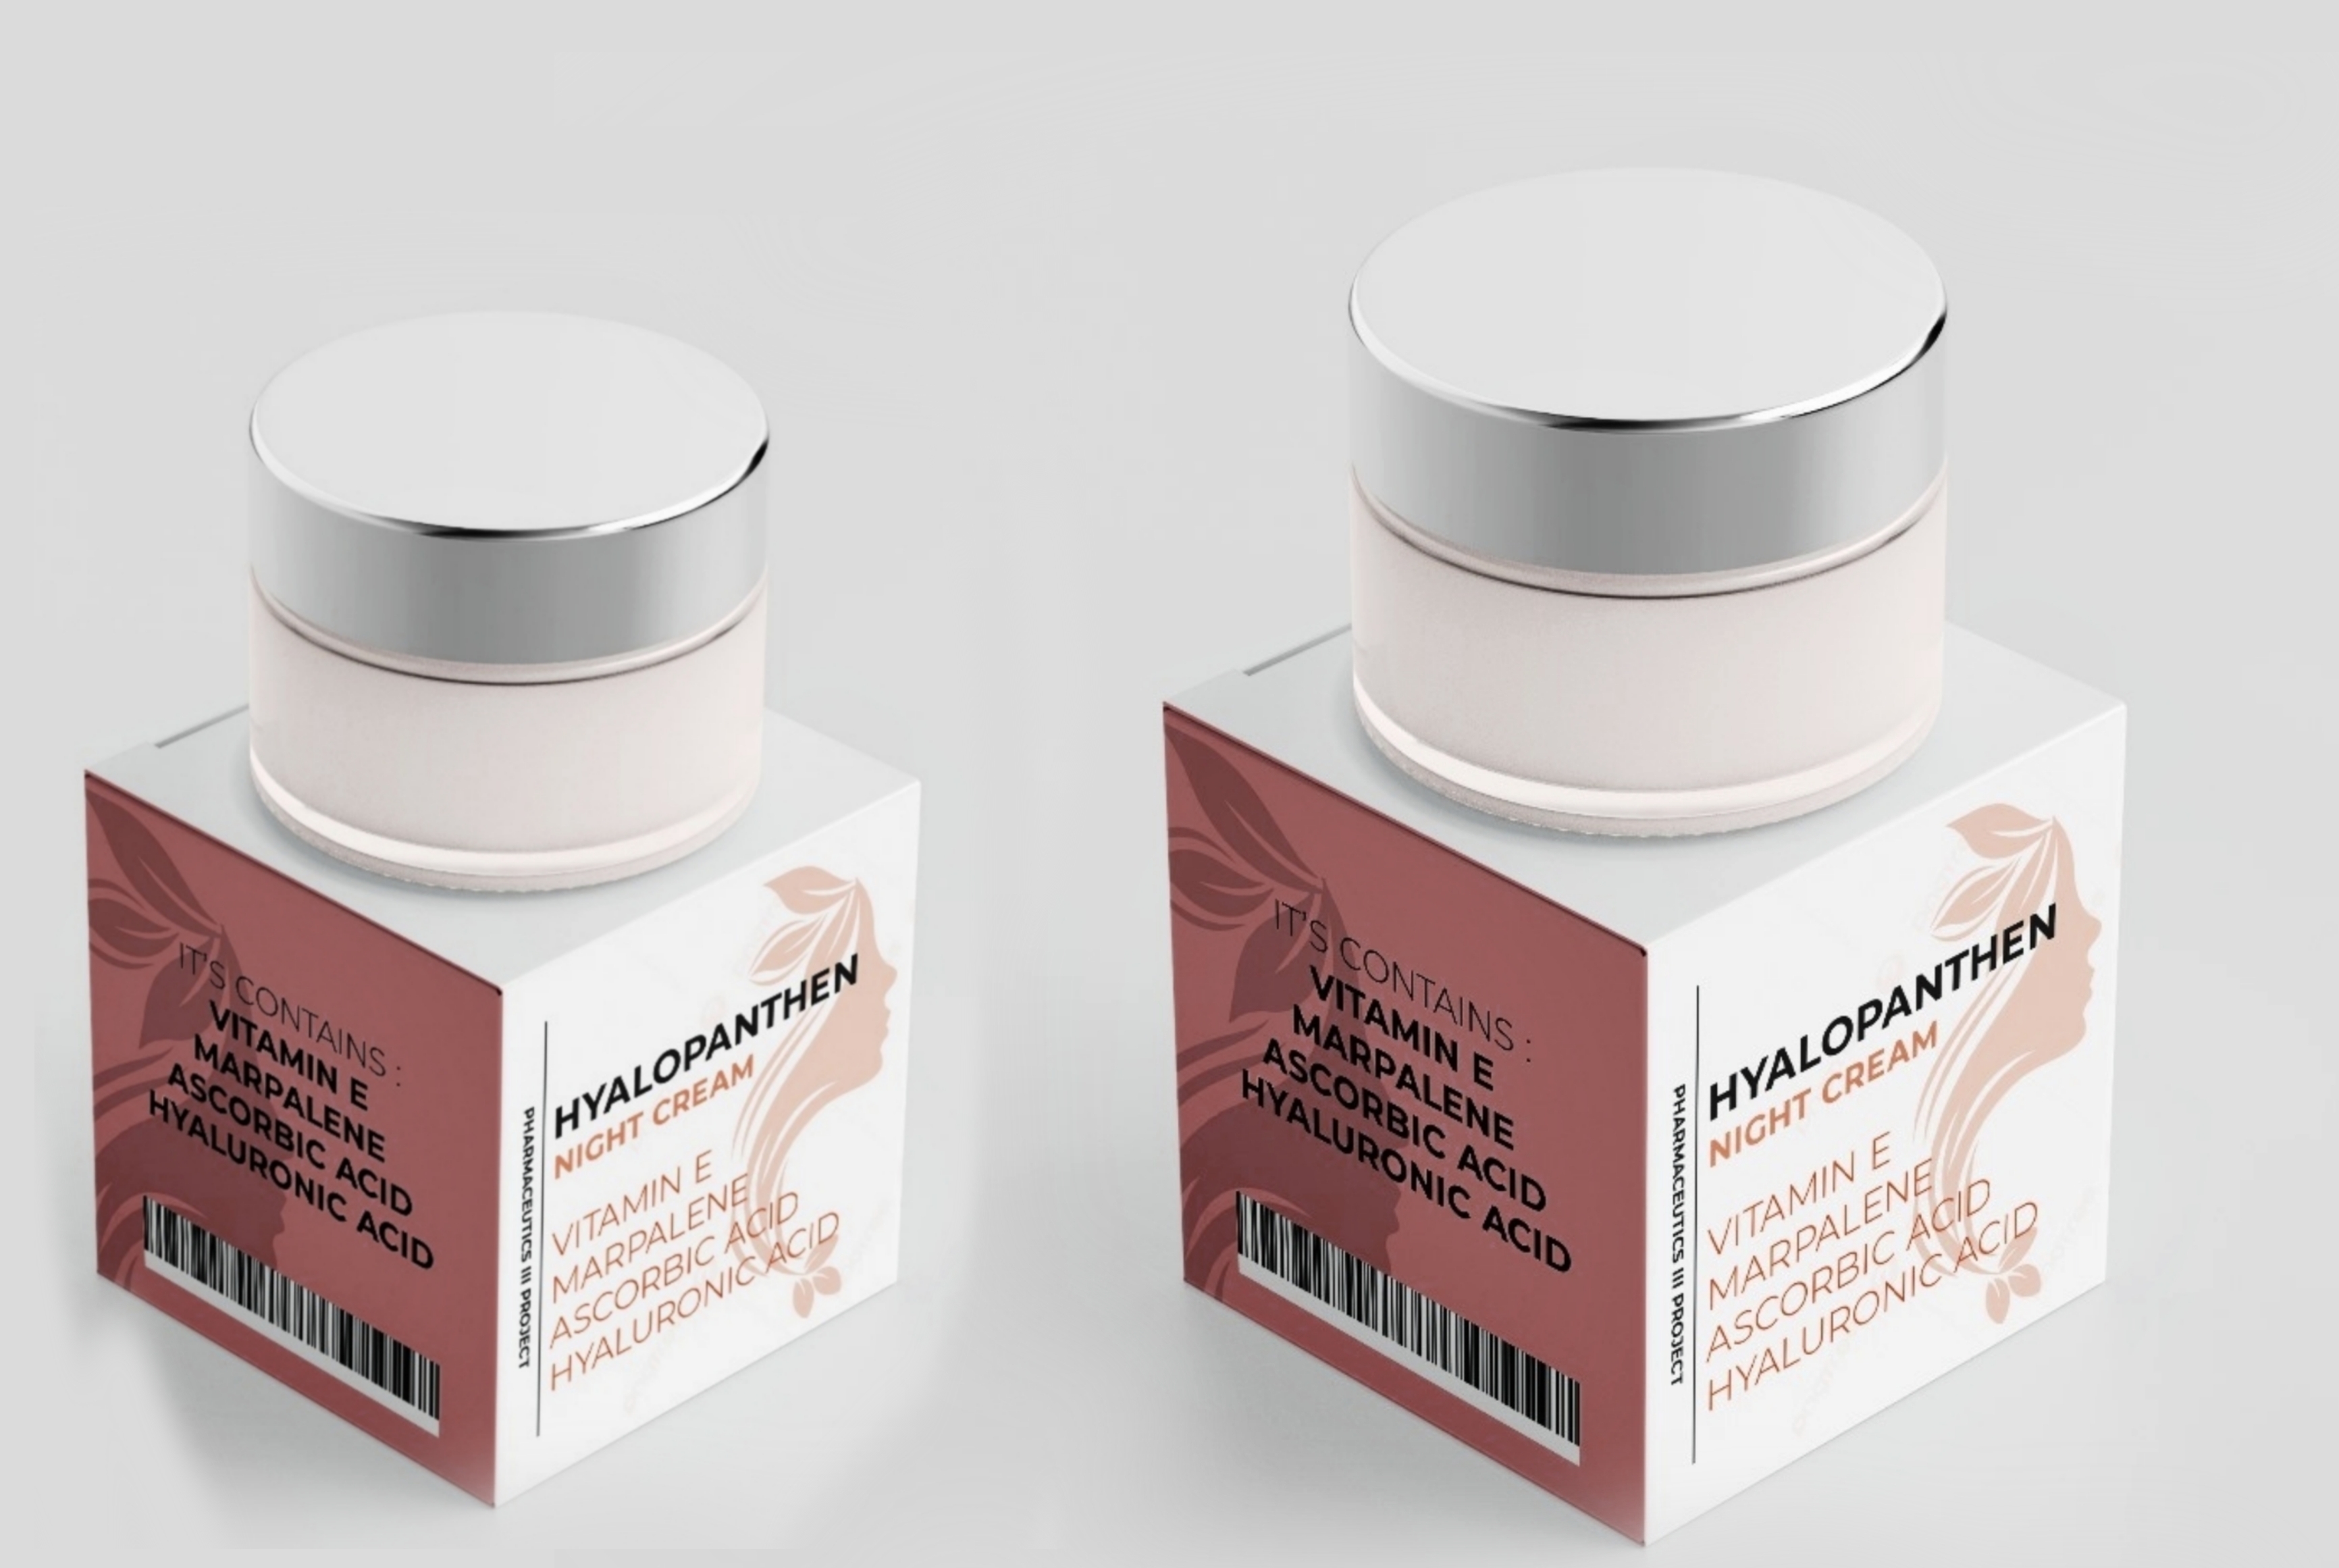 IT'S CONTAINS :
VITAMIN E
MARPALENE
ASCORBIC ACID
HYALURONIC ACID
PHARMACEUTICS III PROJECT
HYALOPANTHEN
NIGHT CREAM
VITAMIN E
MARPALENE
ASCORBIC ACID
HYALURONIC ACID
IT'S CONTAINS :
VITAMIN E
MARPALENE
ASCORBIC ACID
HYALURONIC ACID
PHARMACEUTICS III PROJECT
HYALOPANTHEN
NIGHT CREAM
VITAMIN E
MARPALENE
ASCORBIC ACID
HYALURONIC ACID